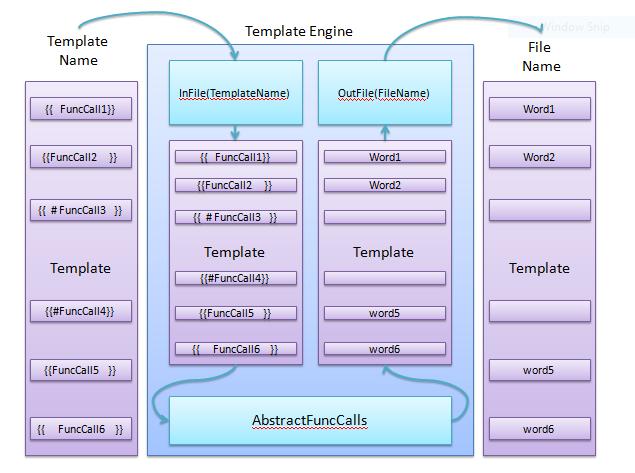 Window Snip
Template
Name
{{ FuncCall1}}
{{FuncCall2 }}
{{ # FuncCall3 }}
Template
{{#FuncCall4}}
{{FuncCall5 }}
{{ FuncCall6 }}
Template Engine
InFile(TemplateName)
{{ FuncCall1}}
{{FuncCall2 }}
{{ # FuncCall3 }}
Template
{{#FuncCall4}}
{{FuncCall5 }}
{{ FuncCall6 }}
OutFile(FileName)
Word1
Word2
Template
word5
word6
AbstractFuncCalls
File
Name
Word1
Word2
Template
word5
word6